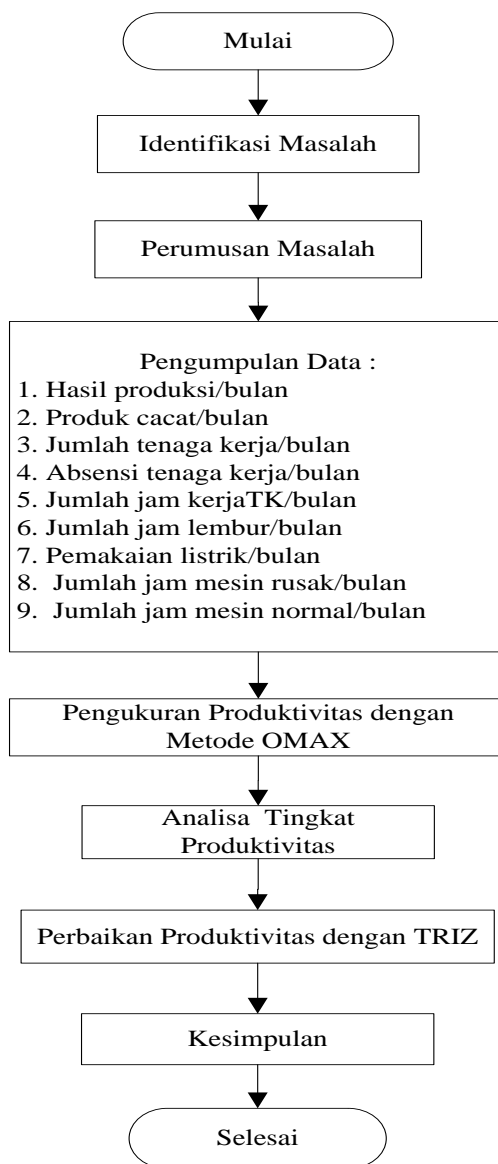 Mulai
Identifikasi Masalah
Perumusan Masalah
Pengumpulan Data :
1. Hasil produksi/bulan
2. Produk cacat/bulan
3. Jumlah tenaga kerja/bulan
4. Absensi tenaga kerja/bulan
5. Jumlah jam kerjaTK/bulan
6. Jumlah jam lembur/bulan
7. Pemakaian listrik/bulan
8. Jumlah jam mesin rusak/bulan
9. Jumlah jam mesin normal/bulan
Pengukuran Produktivitas dengan
Metode OMAX
Analisa Tingkat
Produktivitas
Perbaikan Produktivitas dengan TRIZ
Kesimpulan
Selesai